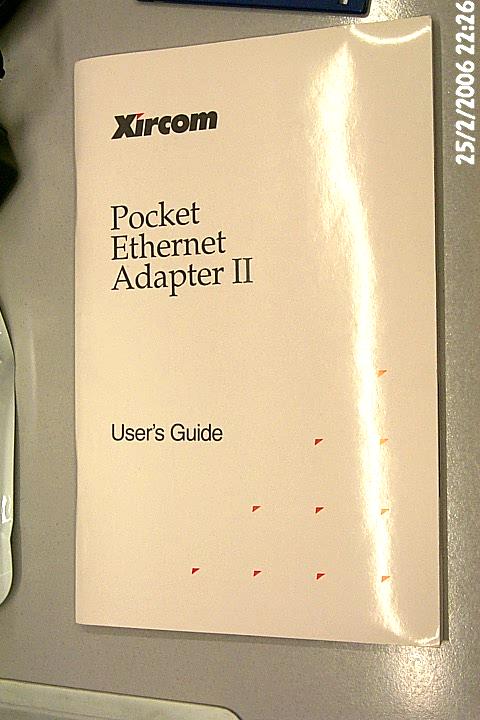 Xircom
Pocket
Ethernet
Adapter II
User's Guide
25/2/2006 22:26